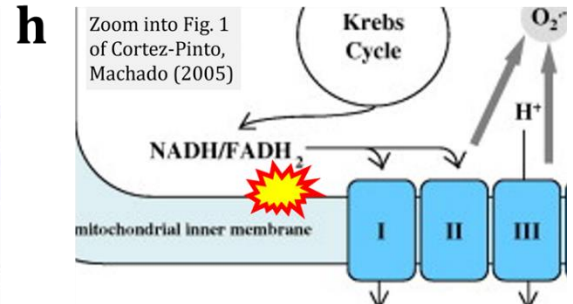 h
Zoom into Fig. 1
of Cortez-Pinto,
Machado (2005)
Krebs
Cycle
O₂·⁻
H⁺
NADH/FADH₂
mitochondrial inner membrane
I
II
III